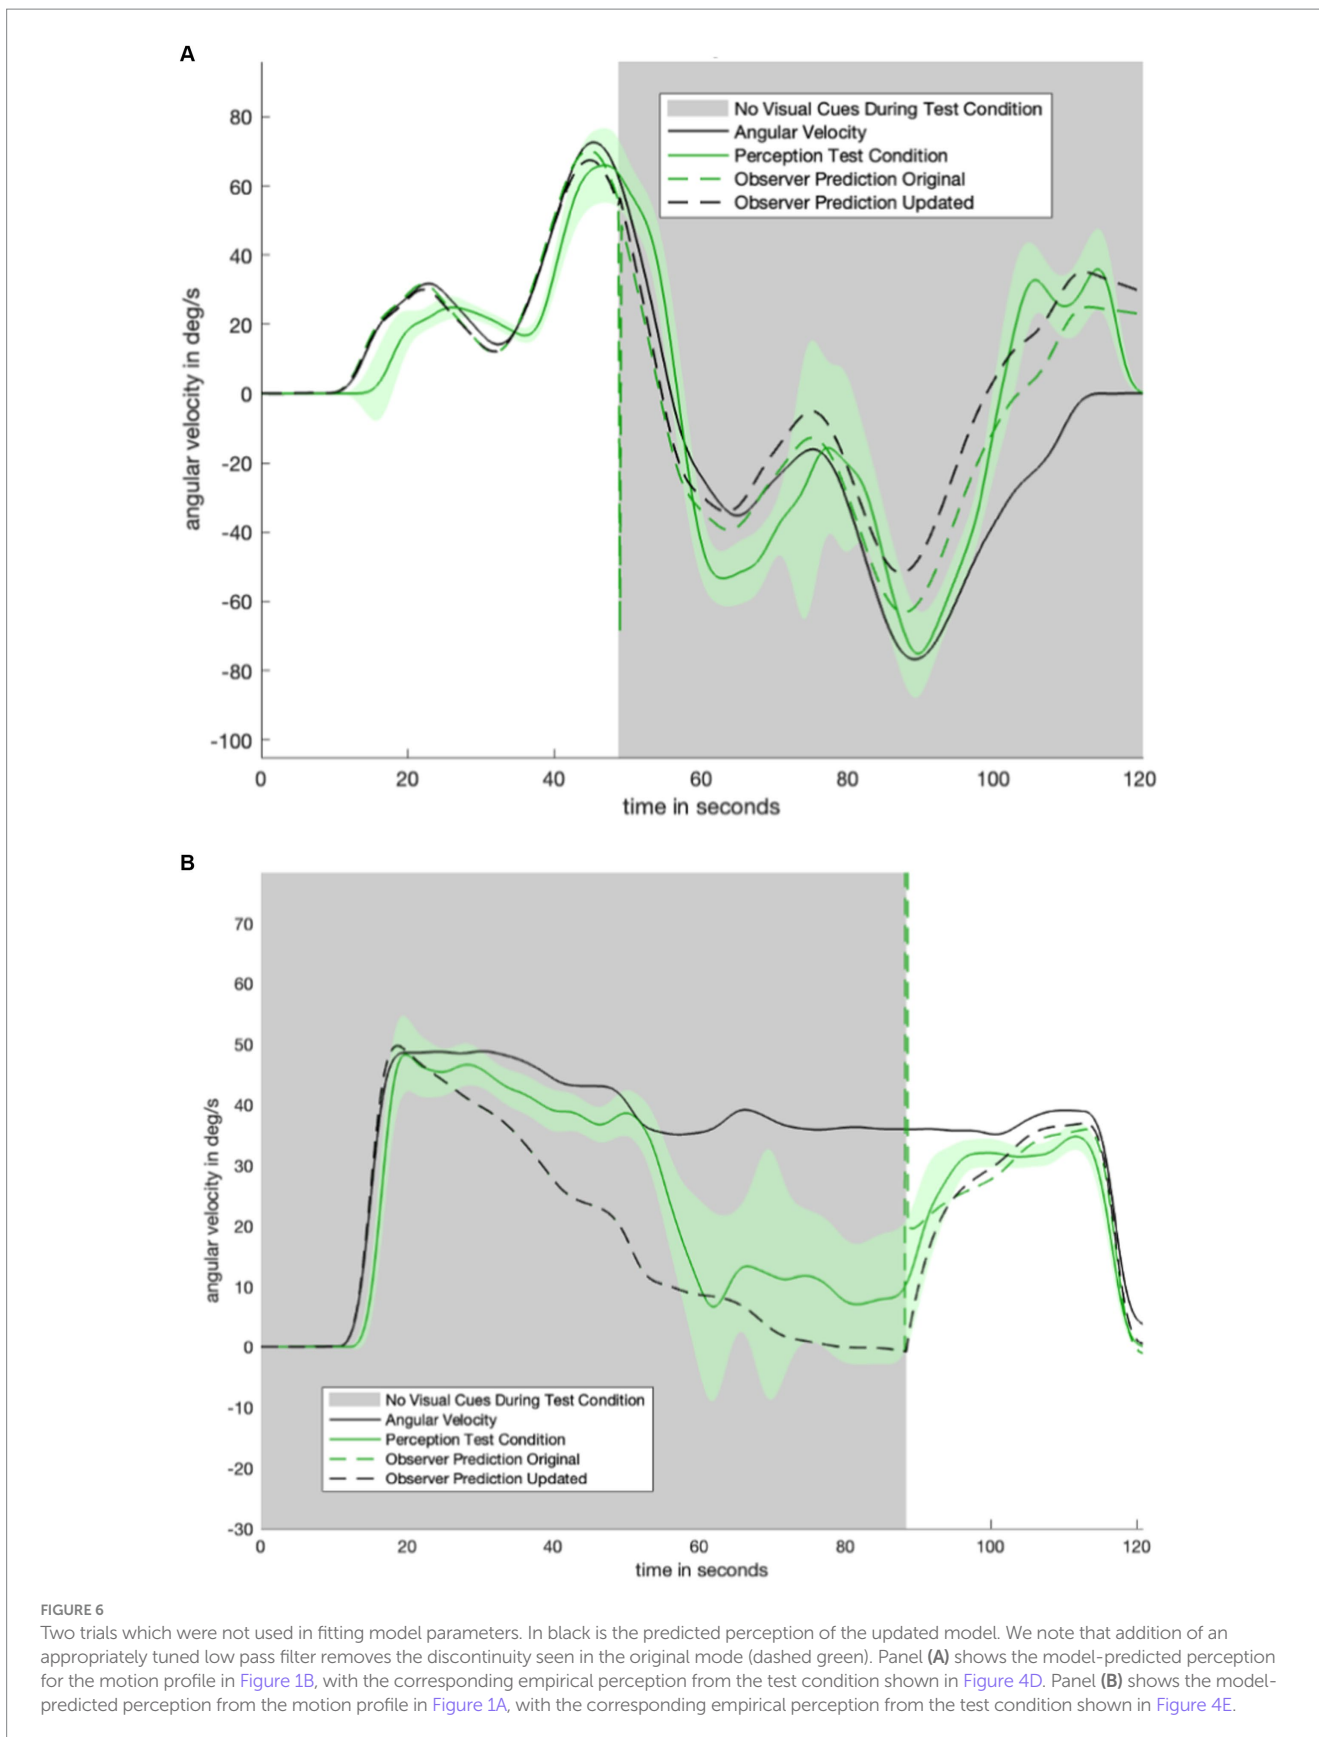 A
80
60
40
20
0
-20
-40
-60
-80
-100
angular velocity in deg/s
No Visual Cues During Test Condition
Angular Velocity
Perception Test Condition
Observer Prediction Original
Observer Prediction Updated
0 20 40 60 80 100 120
time in seconds
B
70
60
50
40
30
20
10
0
-10
-20
-30
angular velocity in deg/s
No Visual Cues During Test Condition
Angular Velocity
Perception Test Condition
Observer Prediction Original
Observer Prediction Updated
0 20 40 60 80 100 120
time in seconds
FIGURE 6
Two trials which were not used in fitting model parameters. In black is the predicted perception of the updated model. We note that addition of an
appropriately tuned low pass filter removes the discontinuity seen in the original mode (dashed green). Panel (A) shows the model-predicted perception
for the motion profile in Figure 1B, with the corresponding empirical perception from the test condition shown in Figure 4D. Panel (B) shows the model-
predicted perception from the motion profile in Figure 1A, with the corresponding empirical perception from the test condition shown in Figure 4E.